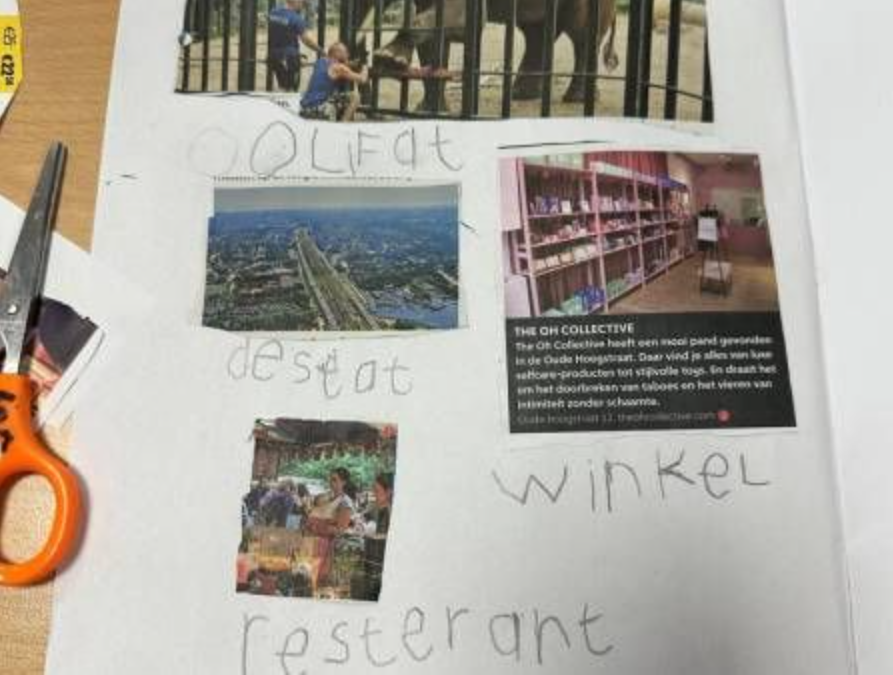 OOLFat
THE OH COLLECTIVE
The Oh Collective heeft een mooi pand gevonden
in de Oude Hoogstraat. Daar vind je alles van luxe
selfcare-producten tot stijlvolle toys. En draait het
om het doorbreken van taboes en het vieren van
intimiteit zonder schaamte.
Oude Hoogstraat 12, theohcollective.com
destat
winkel
resterant